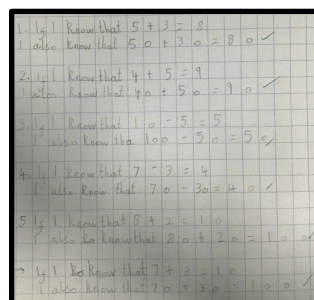 1. If I know that 5 + 3 = 8
I also know that 50 + 30 = 80 ✓
2. If I know that 4 + 5 = 9
I also know that 40 + 50 = 90 ✓
3. If I know that 10 - 5 = 5
I also know tha 100 - 50 = 50 ✓
4. If I know that 7 - 3 = 4
I also know that 70 - 30 = 40 ✓
5 If I know that 8 + 2 = 10
I also know that 80 + 20 = 100 ✓
If I know that 7 + 3 = 10
I also know that 70 + 30 = 100 ✓